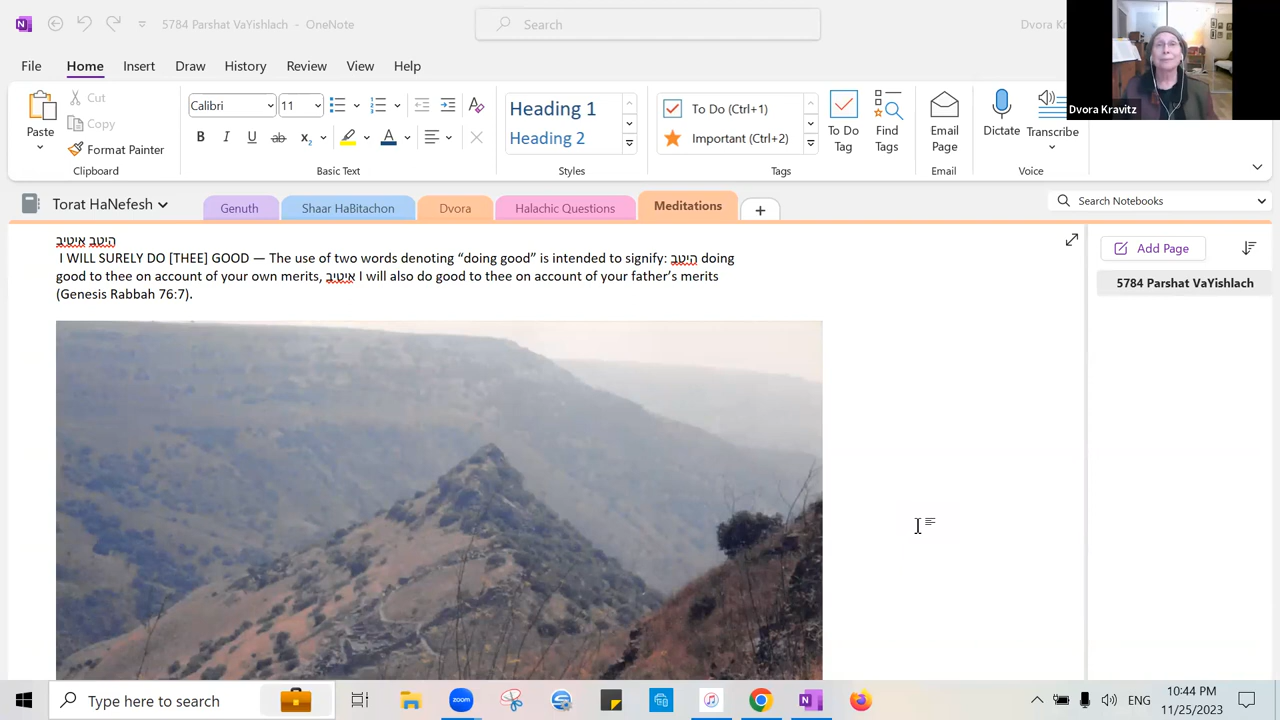 5784 Parshat VaYishlach - OneNote
Search
Dvora Kr
Dvora Kravitz
File Home Insert Draw History Review View Help
Paste
Cut
Copy
Format Painter
Clipboard
Calibri 11
B I U ab x₂ A
Basic Text
Heading 1
Heading 2
Styles
To Do (Ctrl+1)
Important (Ctrl+2)
Tags
To Do Tag
Find Tags
Email Page
Email
Dictate
Transcribe
Voice
Torat HaNefesh
Genuth Shaar HaBitachon Dvora Halachic Questions Meditations +
Search Notebooks
Add Page
5784 Parshat VaYishlach
היטב איטיב
I WILL SURELY DO [THEE] GOOD — The use of two words denoting “doing good” is intended to signify: היטב doing
good to thee on account of your own merits, איטיב I will also do good to thee on account of your father’s merits
(Genesis Rabbah 76:7).
Type here to search
zoom
ENG
10:44 PM
11/25/2023